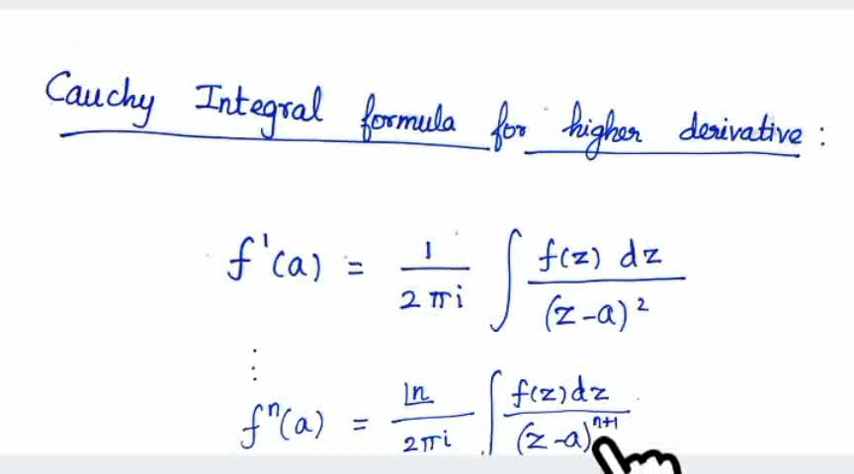 Cauchy Integral formula for higher derivative :
f'(a) = 1/(2πi) ∫ f(z) dz/(z-a)²
⋮
fⁿ(a) = |n/(2πi) ∫ f(z)dz/(z-a)ⁿ⁺¹